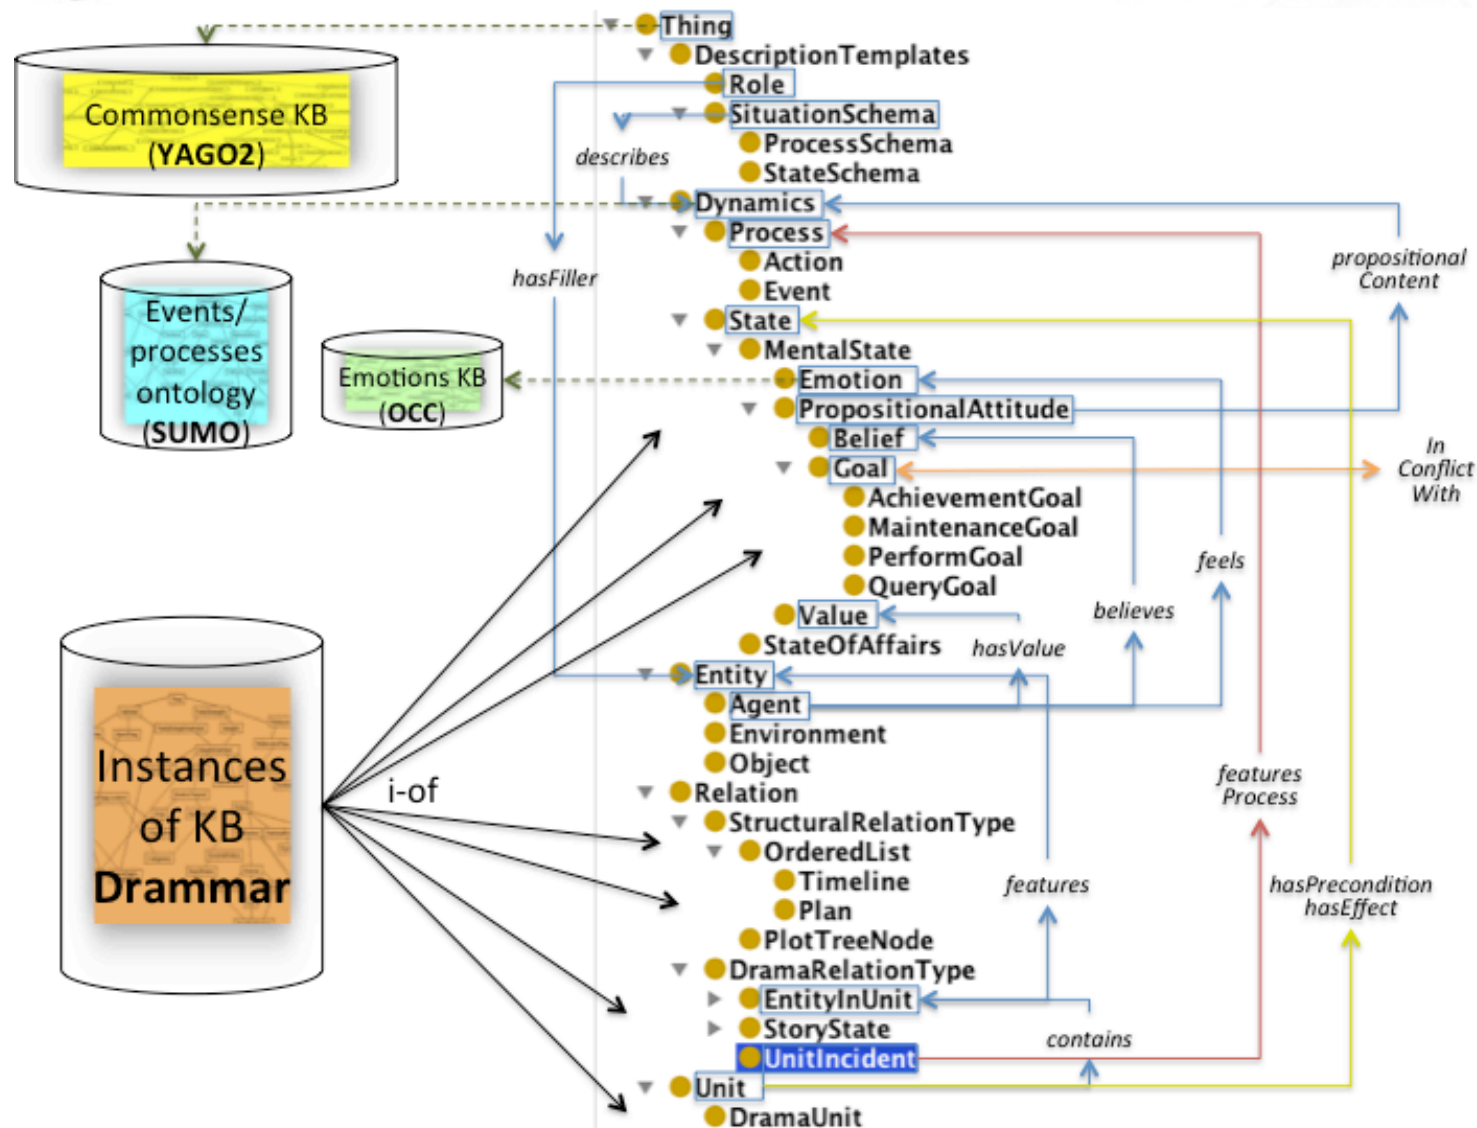 Thing
DescriptionTemplates
Role
SituationSchema
ProcessSchema
StateSchema
Dynamics
Process
Action
Event
State
MentalState
Emotion
PropositionalAttitude
Belief
Goal
AchievementGoal
MaintenanceGoal
PerformGoal
QueryGoal
Value
StateOfAffairs
Entity
Agent
Environment
Object
Relation
StructuralRelationType
OrderedList
Timeline
Plan
PlotTreeNode
DramaRelationType
EntityInUnit
StoryState
UnitIncident
Unit
DramaUnit
Commonsense KB
(YAGO2)
Events/
processes
ontology
(SUMO)
Emotions KB
(OCC)
Instances
of KB
Drammar
i-of
describes
hasFiller
propositional
Content
In
Conflict
With
feels
believes
hasValue
features
Process
features
hasPrecondition
hasEffect
contains